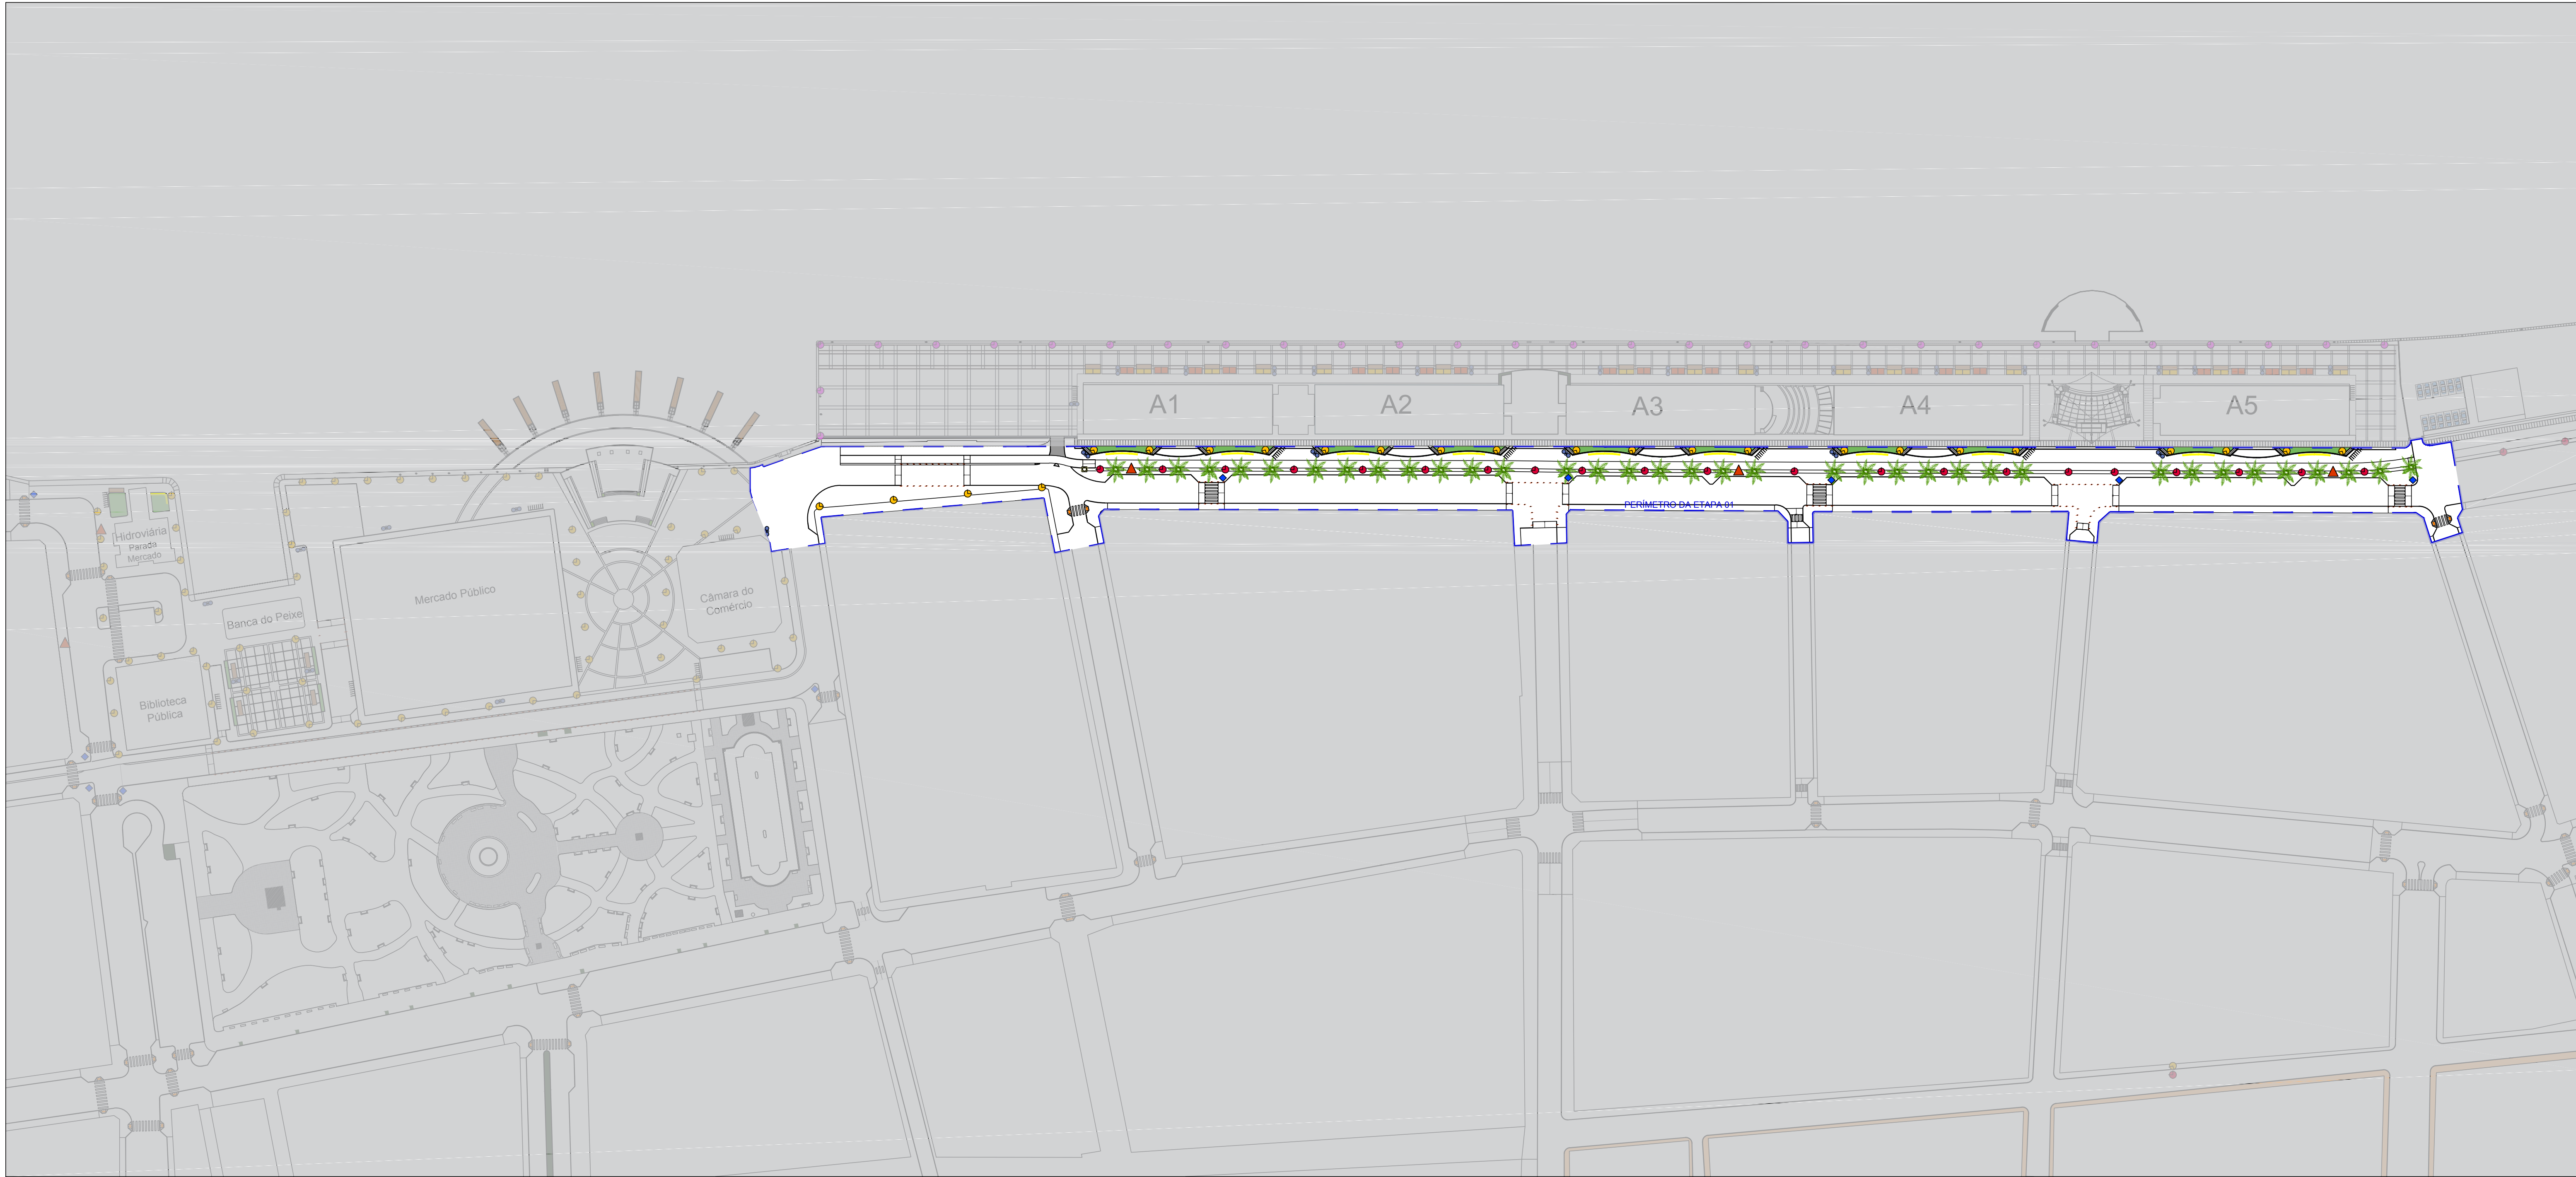 A1
A2
A3
A4
A5
PERÍMETRO DA ETAPA 01
Hidroviária
Parada
Mercado
Mercado Público
Câmara do
Comércio
Banca do Peixe
Biblioteca
Pública